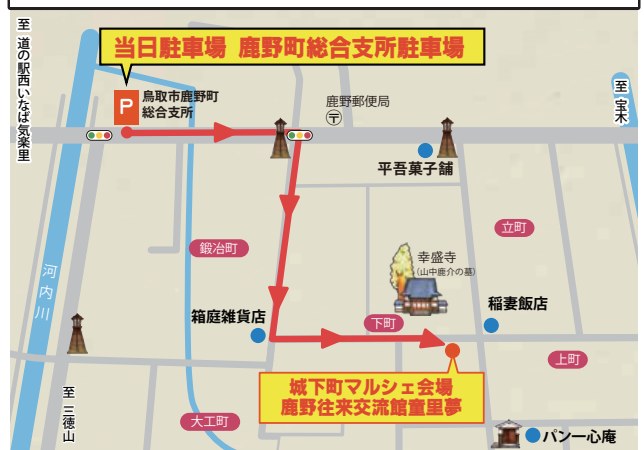 至 道の駅西いなば気楽里
当日駐車場 鹿野町総合支所駐車場
P
鳥取市鹿野町
総合支所
鹿野郵便局
〒
至 宝木
平吾菓子舗
立町
鍛冶町
幸盛寺
(山中鹿介の墓)
河内川
稲妻飯店
箱庭雑貨店
下町
上町
至 三徳山
城下町マルシェ会場
鹿野往来交流館童里夢
大工町
パン一心庵